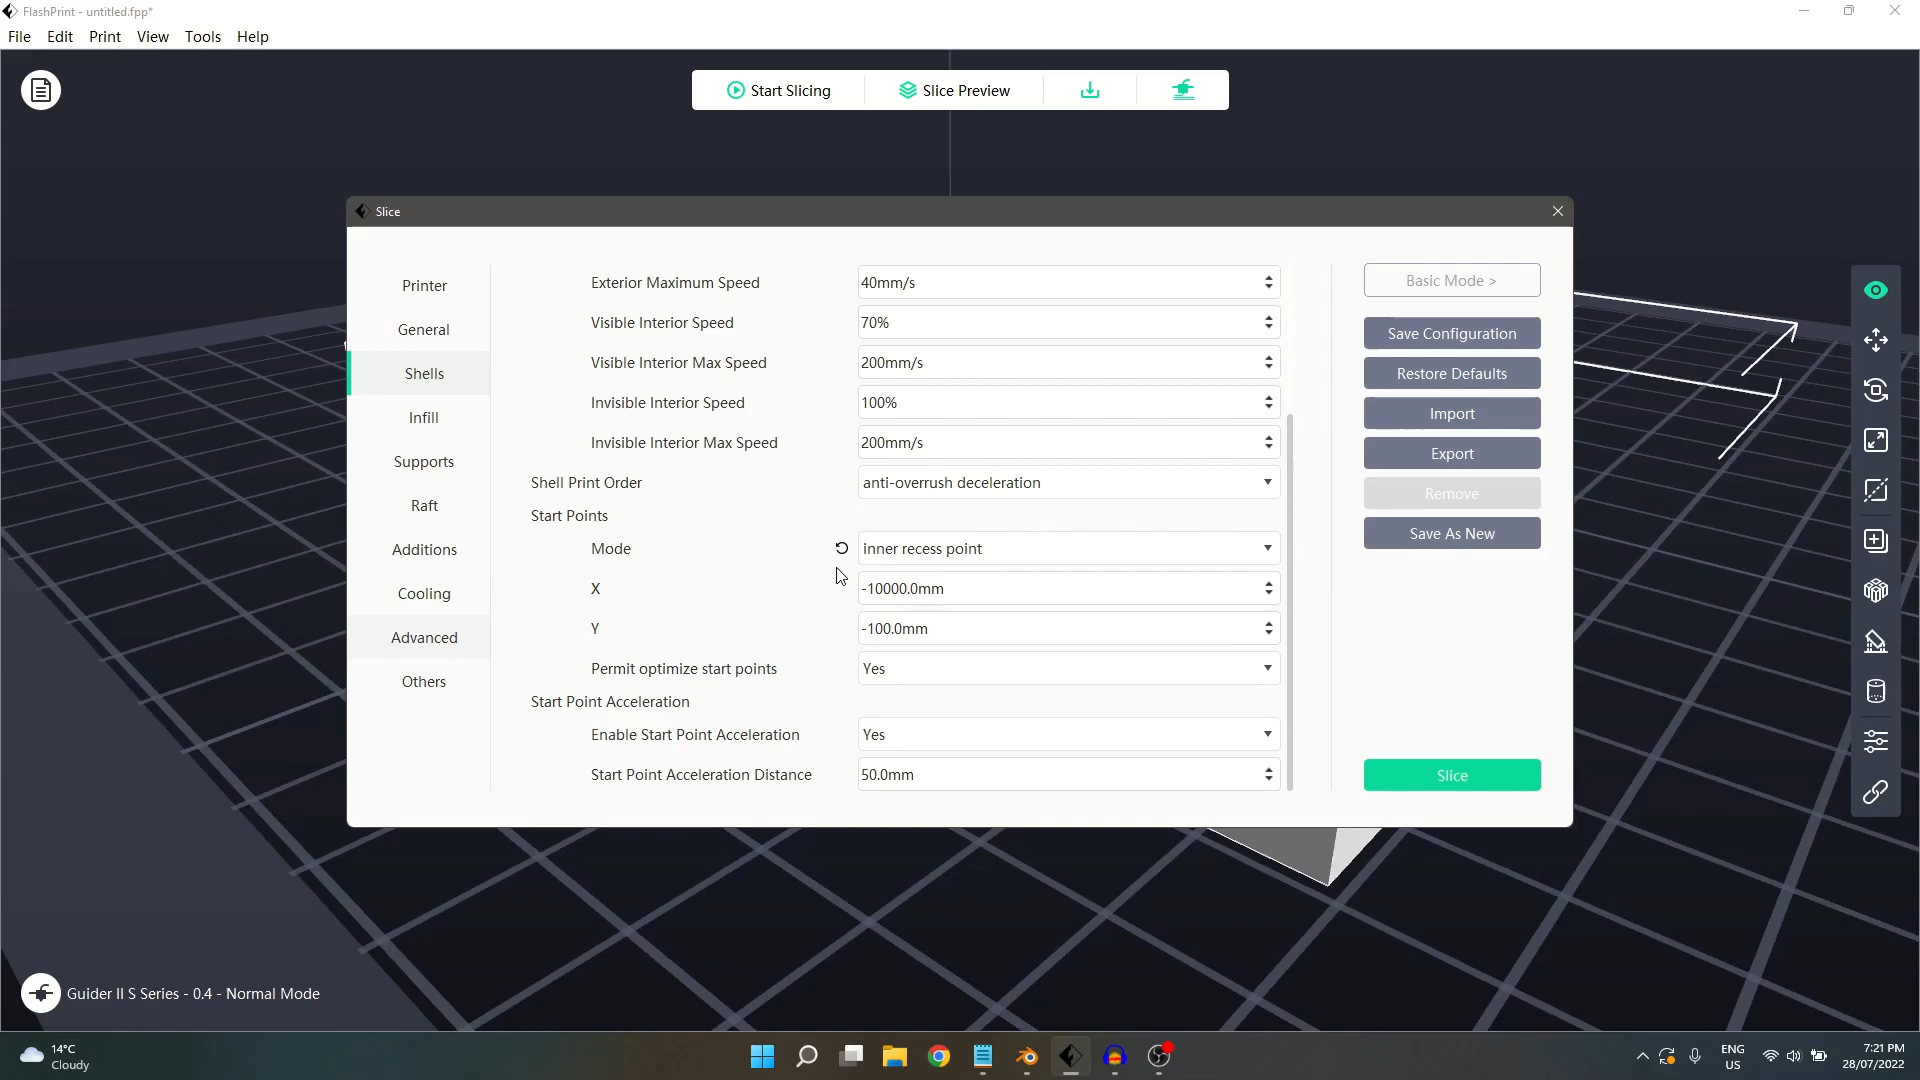 FlashPrint - untitled.fpp*
File Edit Print View Tools Help
Start Slicing Slice Preview
Slice
Printer
General
Shells
Infill
Supports
Raft
Additions
Cooling
Advanced
Others
Exterior Maximum Speed 40mm/s
Visible Interior Speed 70%
Visible Interior Max Speed 200mm/s
Invisible Interior Speed 100%
Invisible Interior Max Speed 200mm/s
Shell Print Order anti-overrush deceleration
Start Points
Mode inner recess point
X -10000.0mm
Y -100.0mm
Permit optimize start points Yes
Start Point Acceleration
Enable Start Point Acceleration Yes
Start Point Acceleration Distance 50.0mm
Basic Mode >
Save Configuration
Restore Defaults
Import
Export
Remove
Save As New
Slice
Guider II S Series - 0.4 - Normal Mode
14°C
Cloudy
ENG
US
7:21 PM
28/07/2022